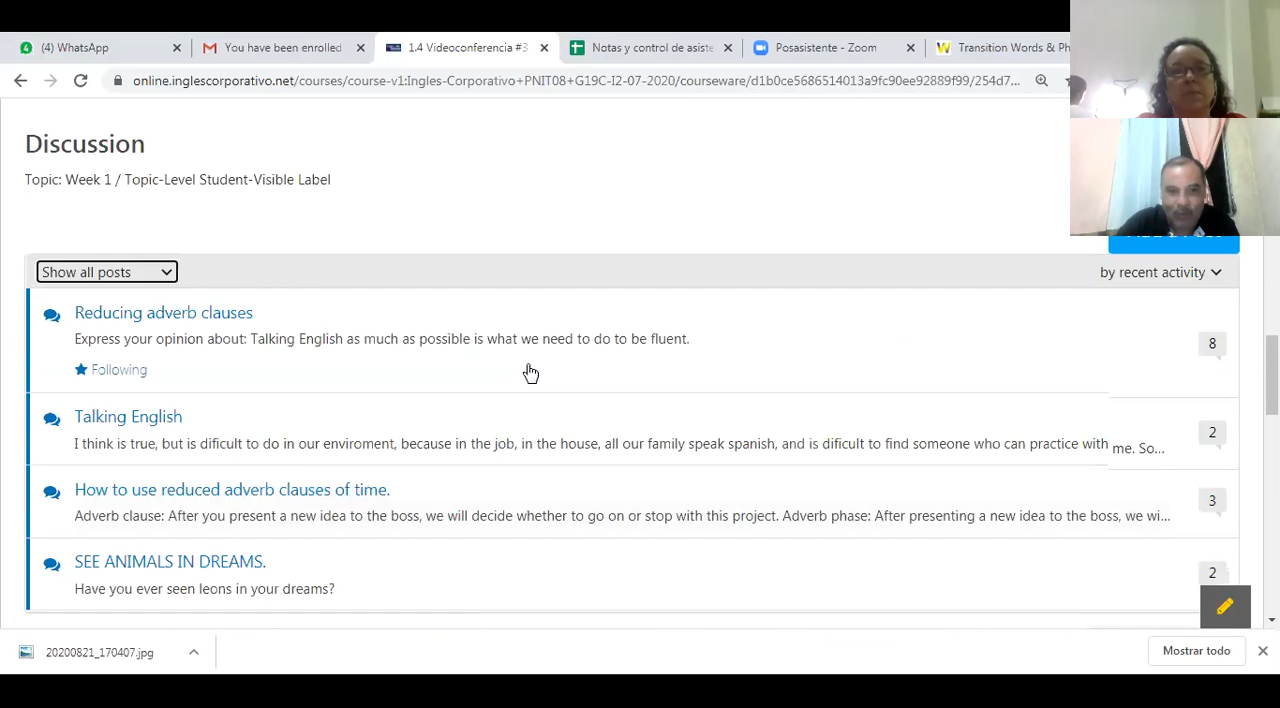 (4) WhatsApp
You have been enrolled
1.4 Videoconferencia #3
Notas y control de asiste
Posasistente - Zoom
Transition Words & Ph
online.inglescorporativo.net/courses/course-v1:Ingles-Corporativo+PNIT08+G19C-I2-07-2020/courseware/d1b0ce5686514013a9fc90ee92889f99/254d7...
Discussion
Topic: Week 1 / Topic-Level Student-Visible Label
Show all posts
by recent activity
Reducing adverb clauses
Express your opinion about: Talking English as much as possible is what we need to do to be fluent.
8
Following
Talking English
I think is true, but is dificult to do in our enviroment, because in the job, in the house, all our family speak spanish, and is dificult to find someone who can practice with me. So...
2
How to use reduced adverb clauses of time.
Adverb clause: After you present a new idea to the boss, we will decide whether to go on or stop with this project. Adverb phase: After presenting a new idea to the boss, we wi...
3
SEE ANIMALS IN DREAMS.
Have you ever seen leons in your dreams?
2
20200821_170407.jpg
Mostrar todo